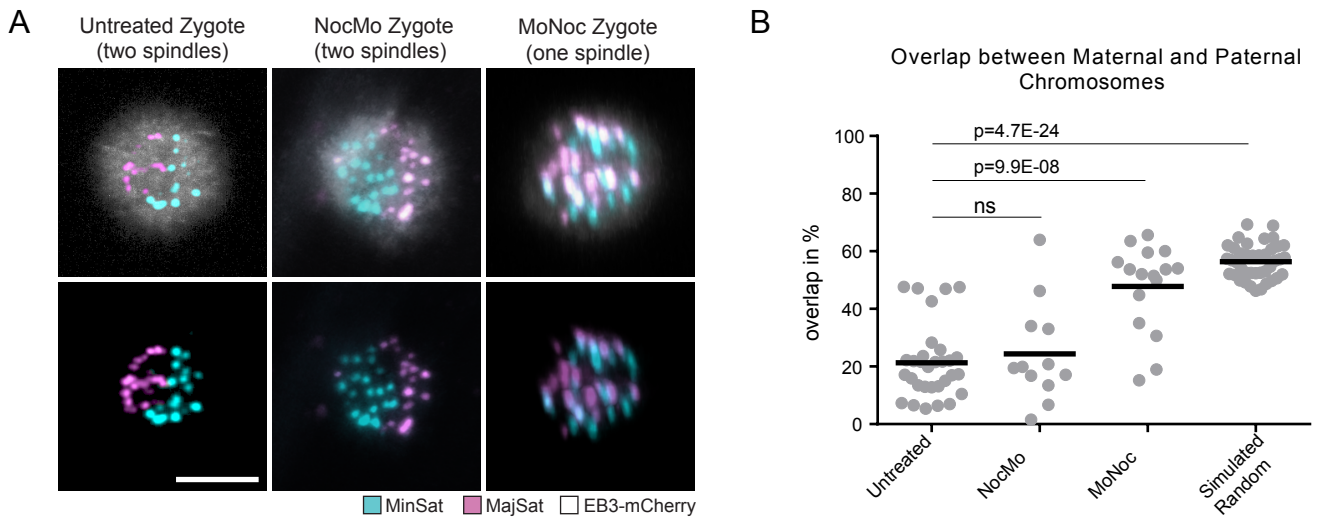 A
Untreated Zygote
(two spindles)
NocMo Zygote
(two spindles)
MoNoc Zygote
(one spindle)
MinSat
MajSat
EB3-mCherry
B
Overlap between Maternal and Paternal
Chromosomes
p=4.7E-24
p=9.9E-08
ns
overlap in %
100
80
60
40
20
0
Untreated
NocMo
MoNoc
Simulated
Random